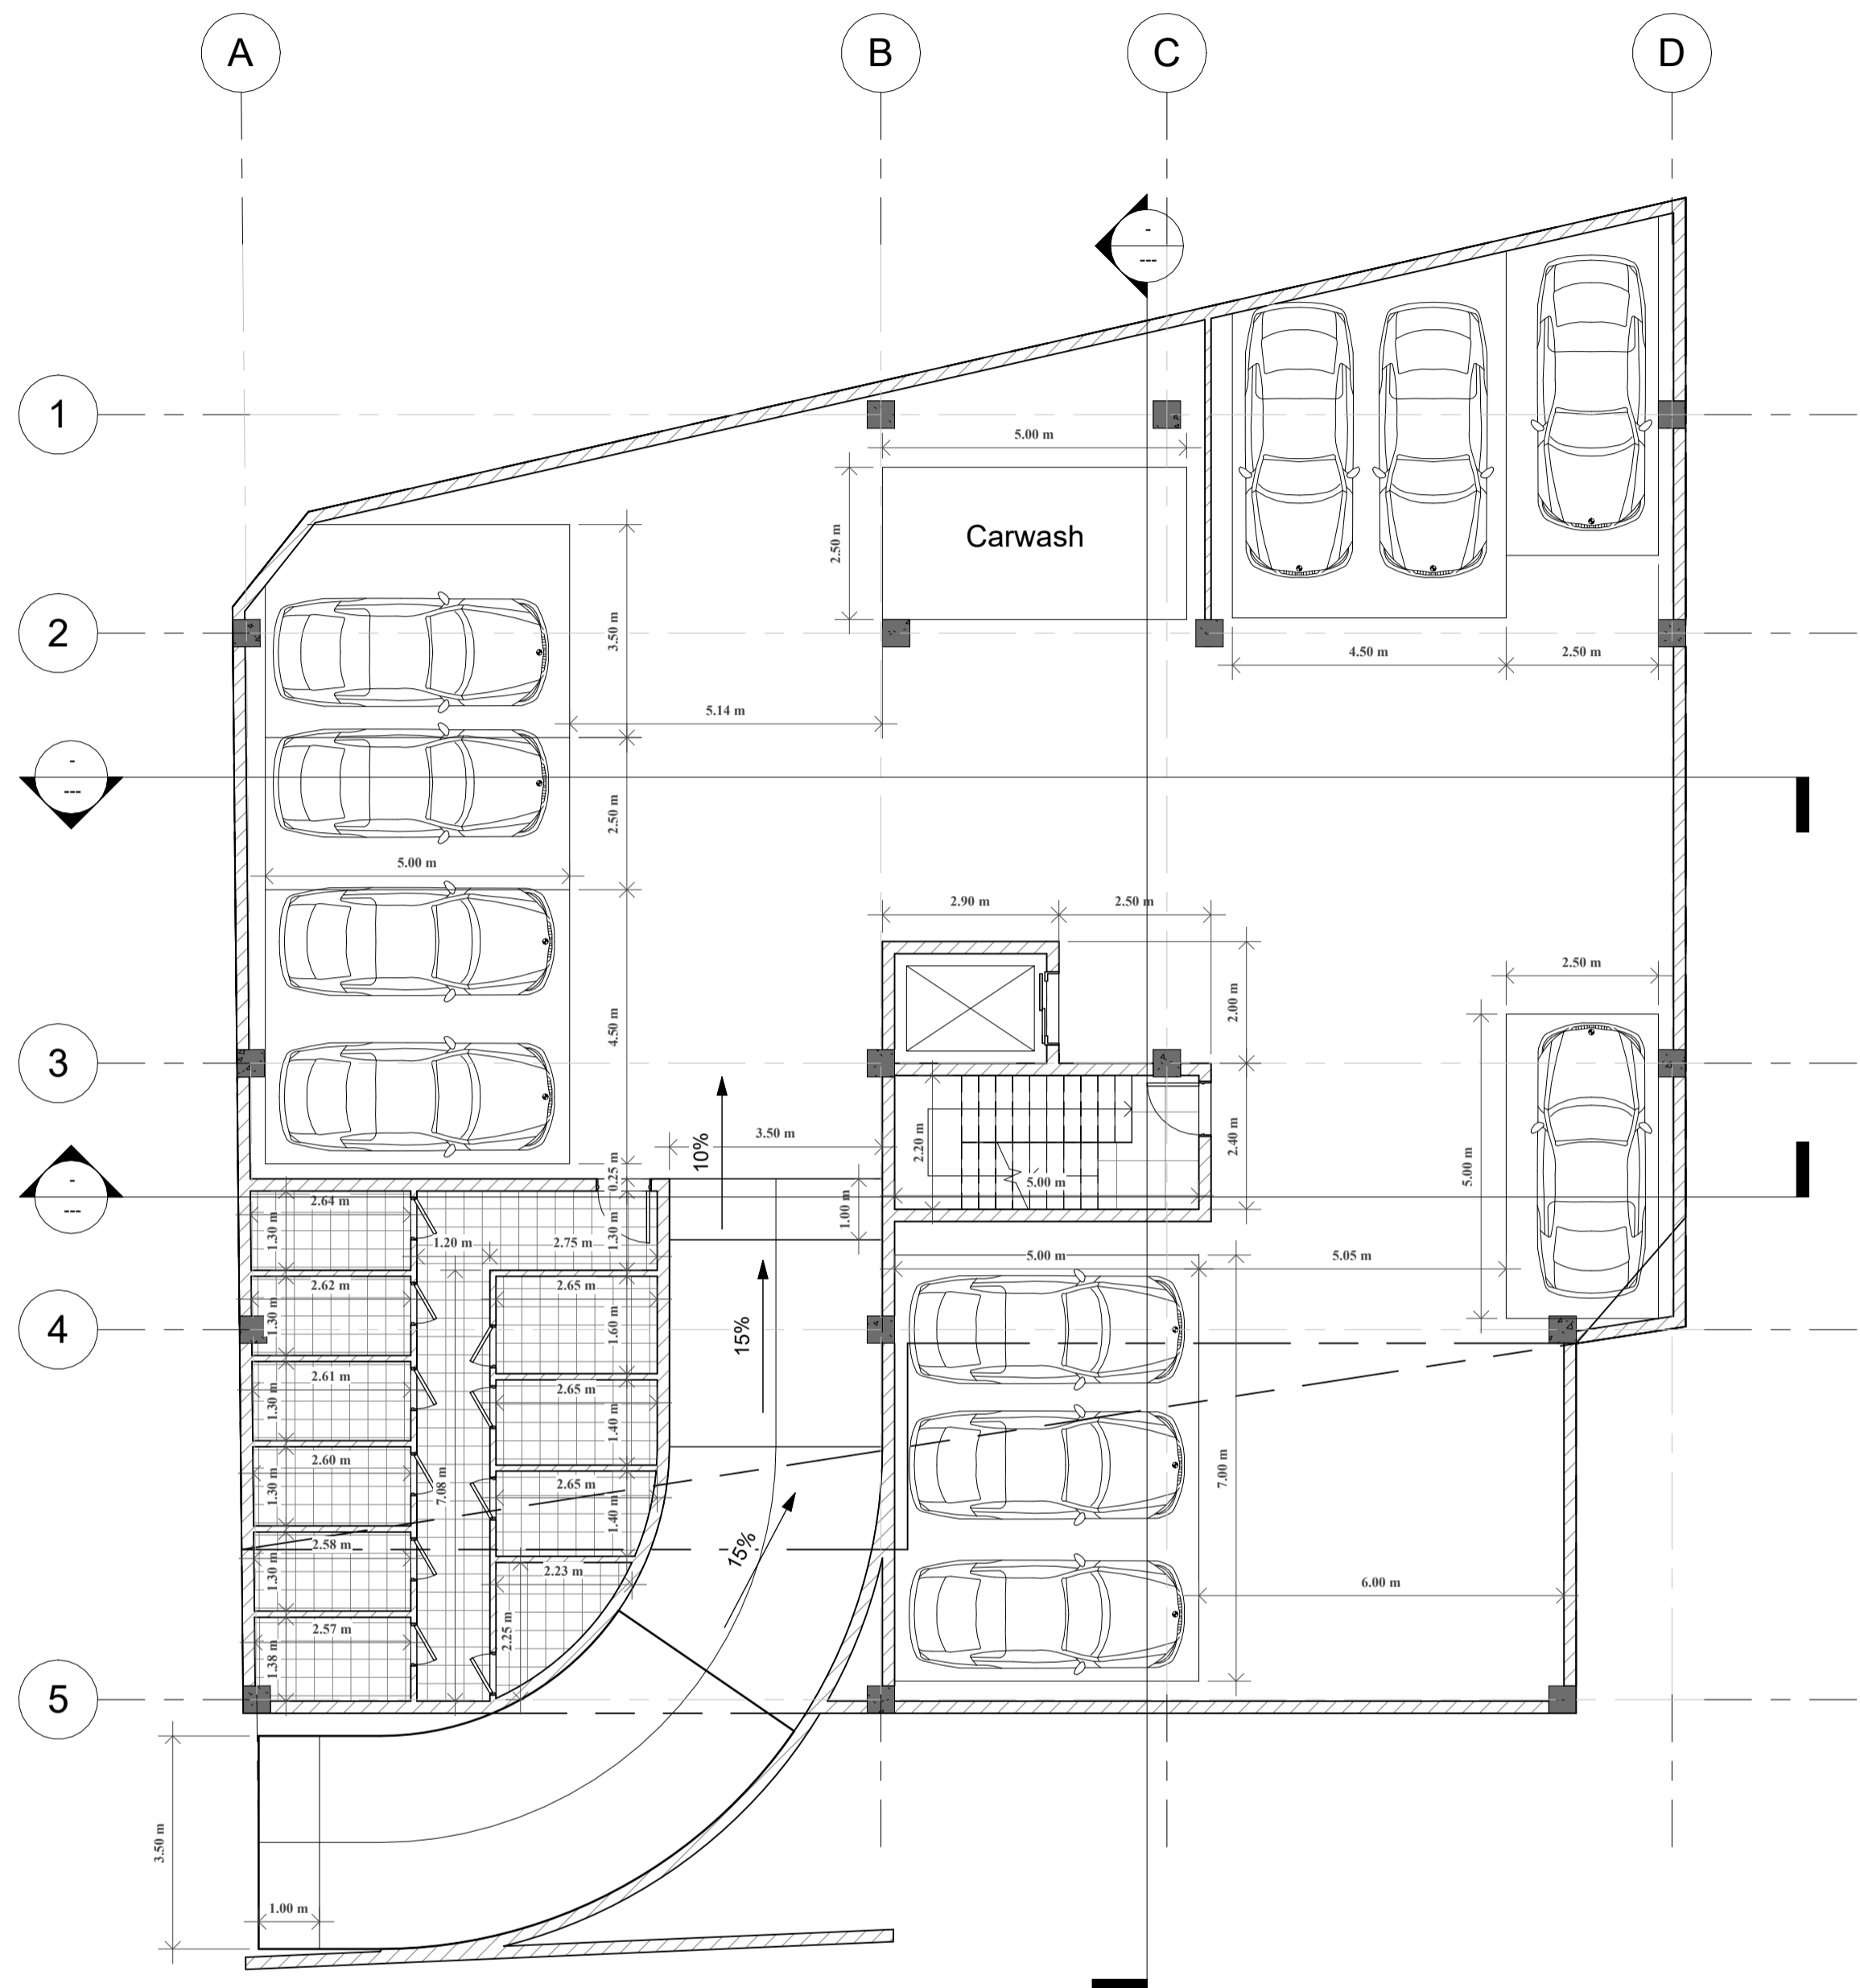 A
B
C
D
-
---
1
5.00 m
2.50 m
Carwash
3.50 m
2
4.50 m
2.50 m
5.14 m
-
---
2.50 m
5.00 m
2.90 m
2.50 m
2.50 m
2.00 m
4.50 m
3
10%
3.50 m
2.20 m
2.40 m
5.00 m
-
---
0.25 m
5.00 m
2.64 m
1.30 m
1.00 m
1.20 m
2.75 m
1.30 m
5.00 m
5.05 m
2.62 m
2.65 m
1.30 m
1.60 m
15%
4
2.61 m
2.65 m
1.30 m
1.40 m
7.00 m
2.60 m
2.65 m
1.30 m
7.08 m
1.40 m
15%
2.58 m
1.30 m
2.23 m
6.00 m
2.57 m
2.25 m
1.38 m
5
3.50 m
1.00 m